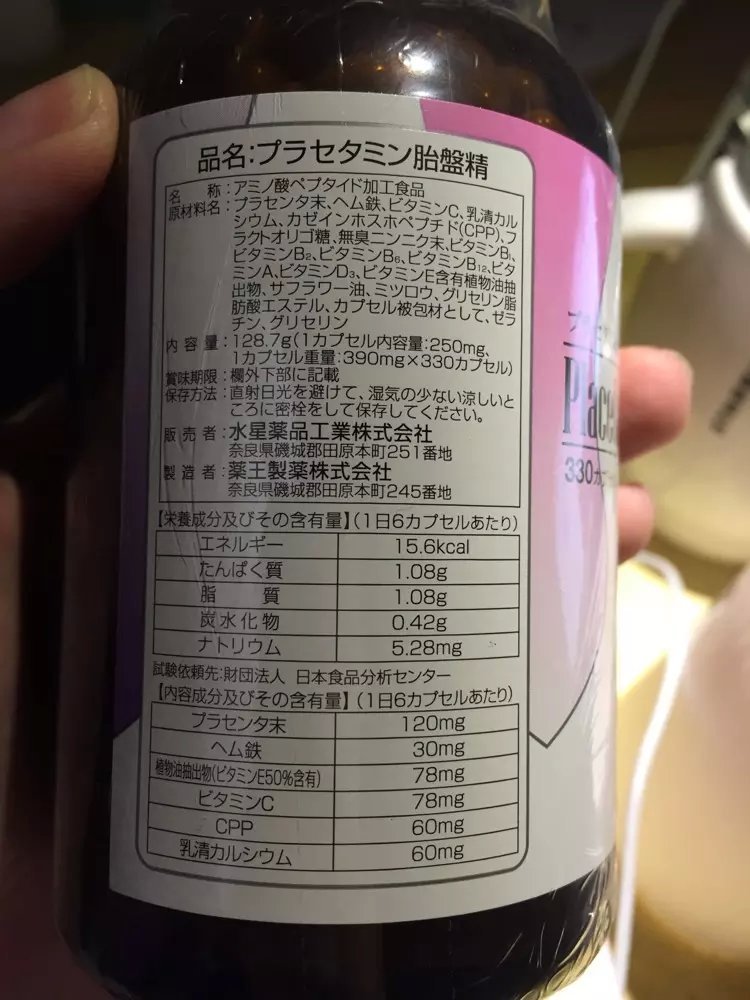 品名:プラセタミン胎盤精
名 称:アミノ酸ペプタイド加工食品
原材料名:プラセンタ末、ヘム鉄、ビタミンC、乳清カル
シウム、カゼインホスホペプチド(CPP)、フ
ラクトオリゴ糖、無臭ニンニク末、ビタミンB₁、
ビタミンB₂、ビタミンB₆、ビタミンB₁₂、ビタ
ミンA、ビタミンD₃、ビタミンE含有植物油抽
出物、サフラワー油、ミツロウ、グリセリン脂
肪酸エステル、カプセル被包材として、ゼラ
チン、グリセリン
内 容 量:128.7g(1カプセル内容量:250mg、
1カプセル重量:390mg×330カプセル)
賞味期限:欄外下部に記載
保存方法:直射日光を避けて、湿気の少ない涼しいと
ころに密栓をして保存してください。
販 売 者:水星薬品工業株式会社
奈良県磯城郡田原本町251番地
製 造 者:薬王製薬株式会社
奈良県磯城郡田原本町245番地
【栄養成分及びその含有量】(1日6カプセルあたり)
エネルギー 15.6kcal
たんぱく質 1.08g
脂 質 1.08g
炭水化物 0.42g
ナトリウム 5.28mg
試験依頼先:財団法人 日本食品分析センター
【内容成分及びその含有量】(1日6カプセルあたり)
プラセンタ末 120mg
ヘム鉄 30mg
植物油抽出物(ビタミンE50%含有) 78mg
ビタミンC 78mg
CPP 60mg
乳清カルシウム 60mg
Place
330カプ